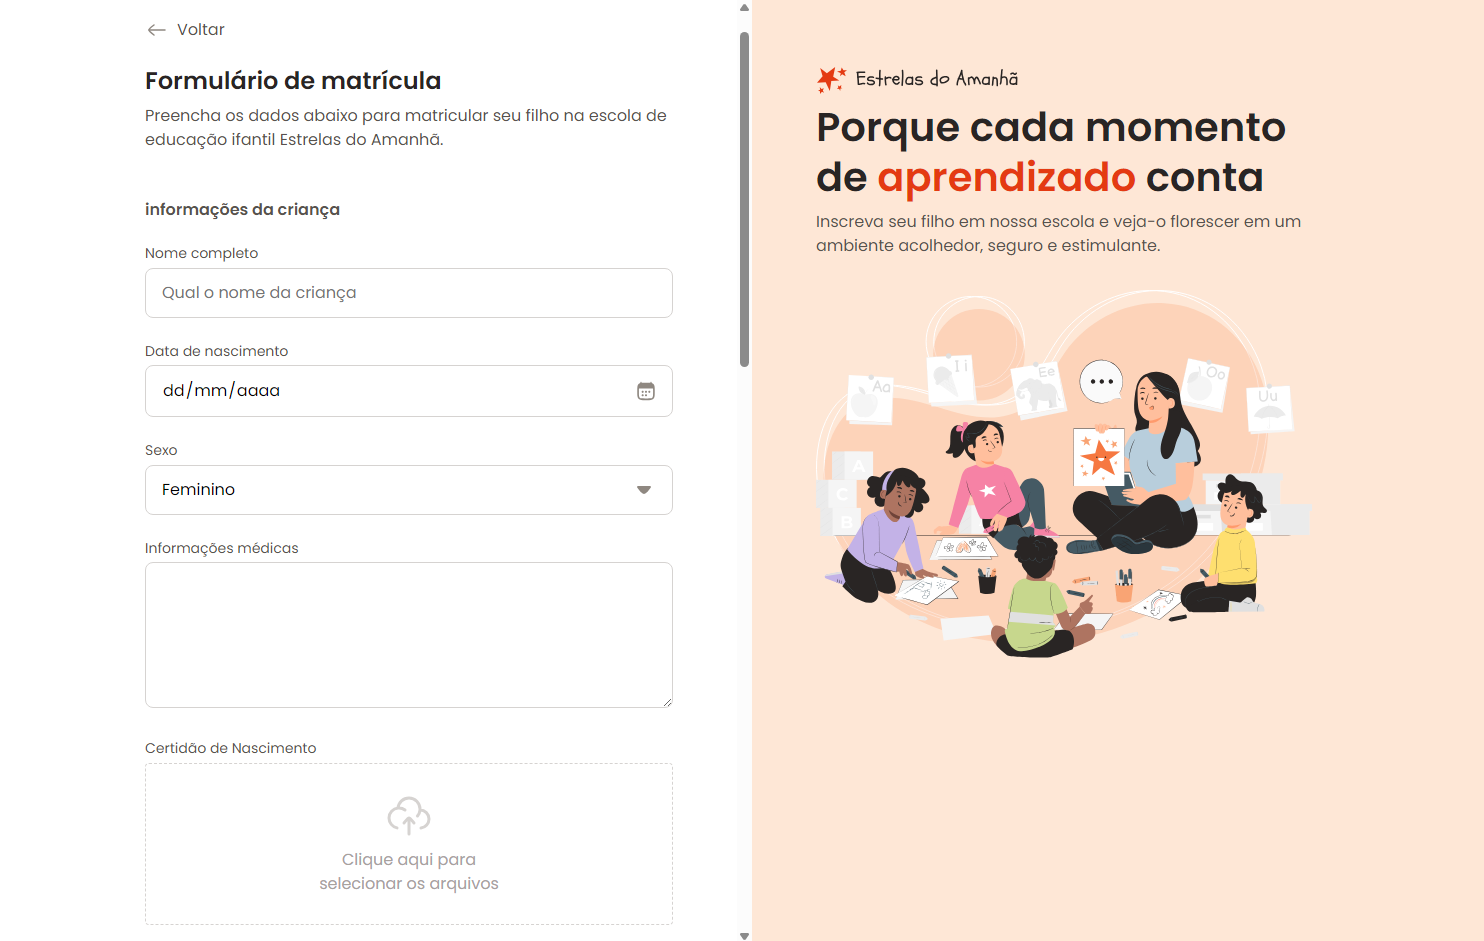 Voltar
Formulário de matrícula
Preencha os dados abaixo para matricular seu filho na escola de
educação ifantil Estrelas do Amanhã.
informações da criança
Nome completo
Qual o nome da criança
Data de nascimento
dd/mm/aaaa
Sexo
Feminino
Informações médicas
Certidão de Nascimento
Clique aqui para
selecionar os arquivos
Estrelas do Amanhã
Porque cada momento
de aprendizado conta
Inscreva seu filho em nossa escola e veja-o florescer em um
ambiente acolhedor, seguro e estimulante.
Aa
I i
Ee
Oo
Uu
A
C
B